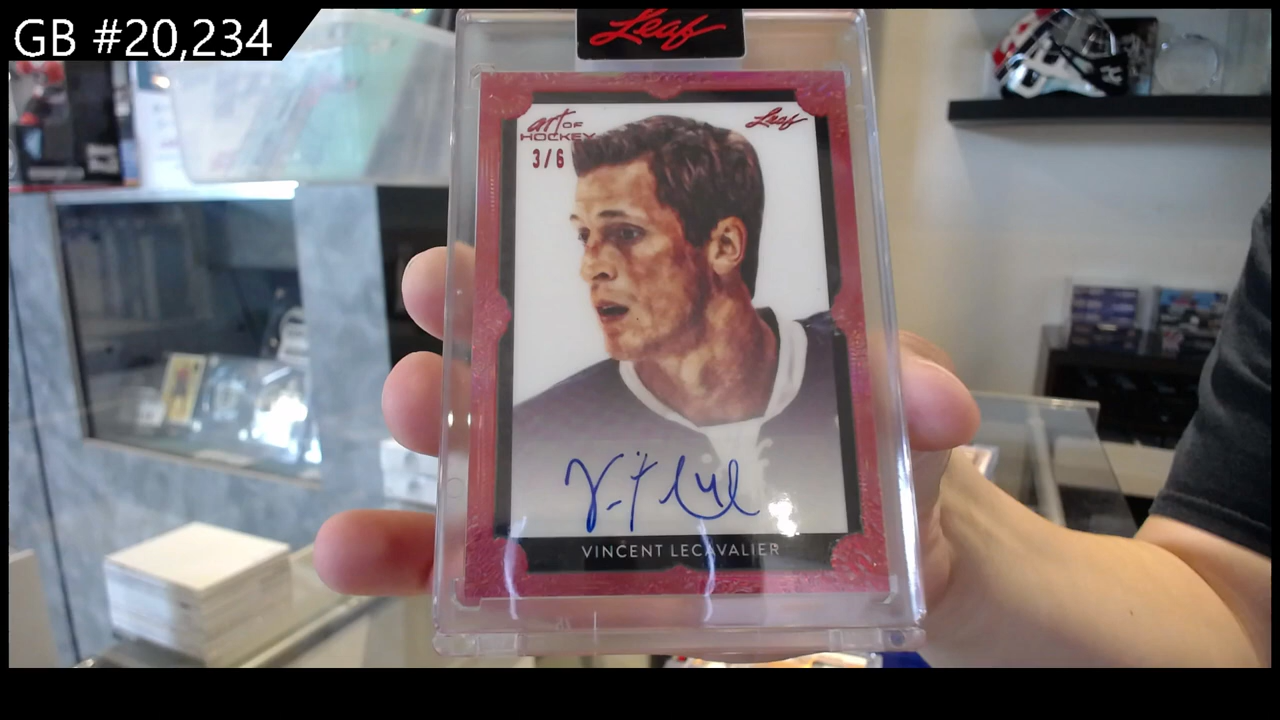 GB #20,234
Leaf
art OF
HOCKEY
Leaf
3/6
VINCENT LECAVALIER